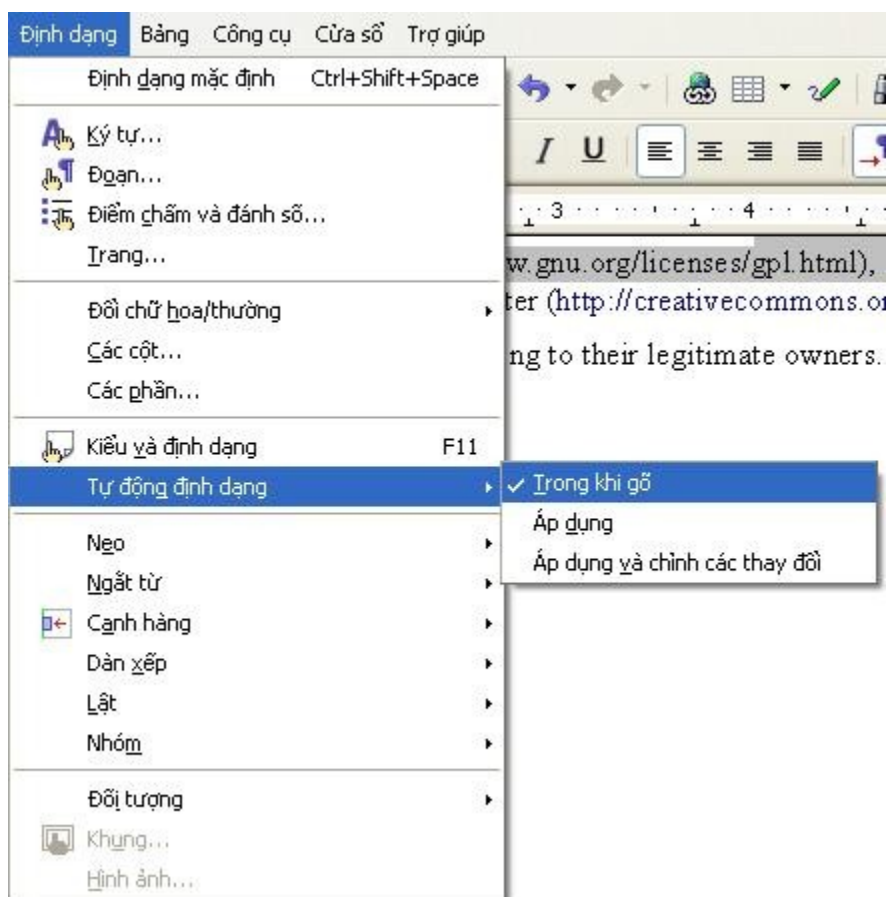 Định dạng Bảng Công cụ Cửa sổ Trợ giúp
Định dạng mặc định Ctrl+Shift+Space
Ký tự...
Đoạn...
Điểm chấm và đánh số...
Trang...
Đổi chữ hoa/thường
Các cột...
Các phần...
Kiểu và định dạng F11
Tự động định dạng
Trong khi gõ
Áp dụng
Áp dụng và chỉnh các thay đổi
Neo
Ngắt từ
Cạnh hàng
Dàn xếp
Lật
Nhóm
Đối tượng
Khung...
Hình ảnh...
I U
3 4
w.gnu.org/licenses/gpl.html),
ter (http://creativecommons.or
ng to their legitimate owners.